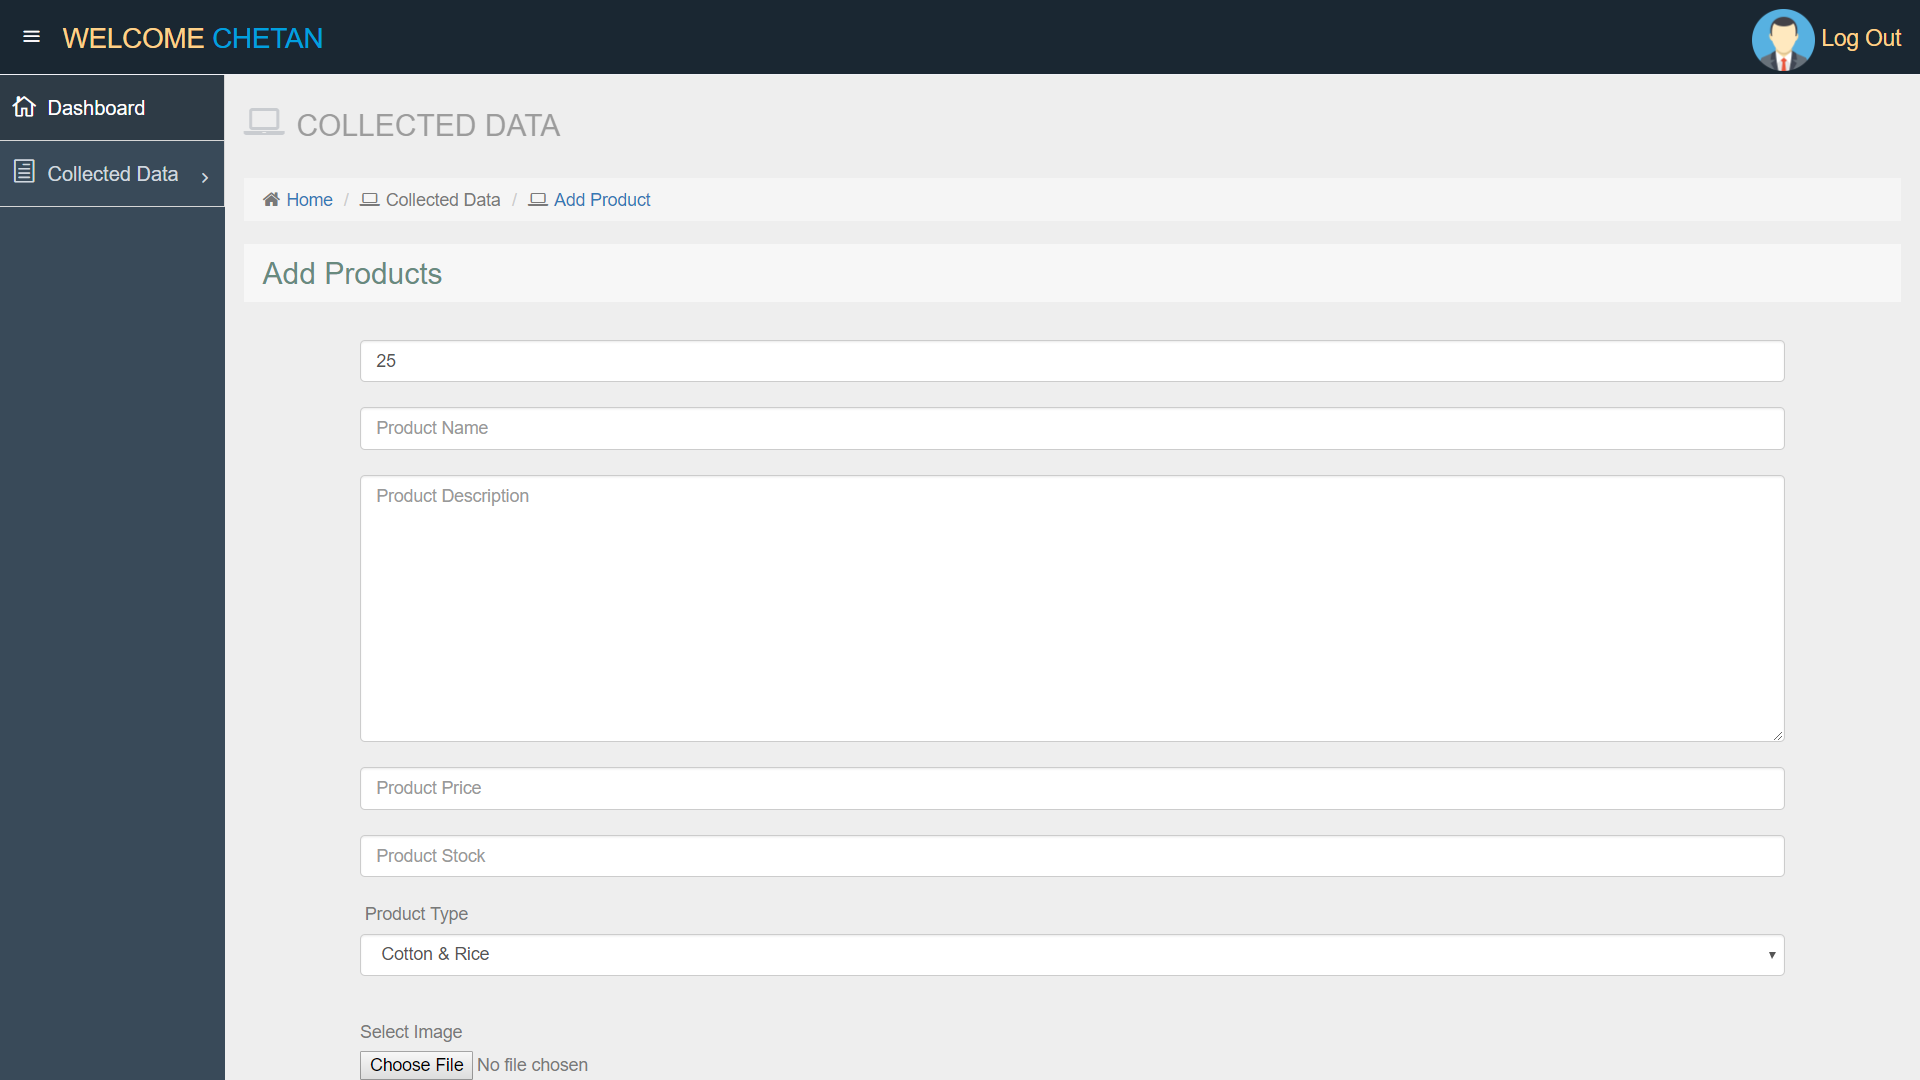 WELCOME CHETAN
Log Out
Dashboard
Collected Data
COLLECTED DATA
Home / Collected Data / Add Product
Add Products
25
Product Name
Product Description
Product Price
Product Stock
Product Type
Cotton & Rice
Select Image
Choose File No file chosen